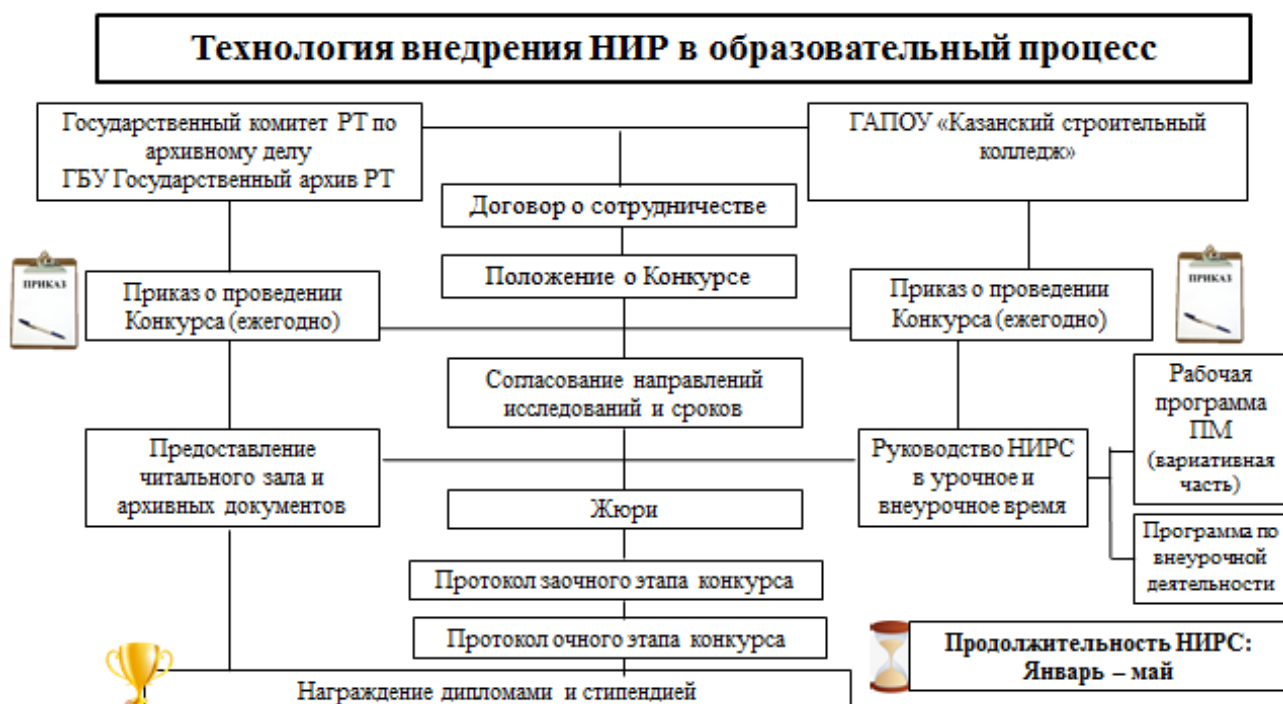 Технология внедрения НИР в образовательный процесс
Государственный комитет РТ по
архивному делу
ГБУ Государственный архив РТ
ГАПОУ «Казанский строительный
колледж»
Договор о сотрудничестве
Положение о Конкурсе
ПРИКАЗ
Приказ о проведении
Конкурса (ежегодно)
Приказ о проведении
Конкурса (ежегодно)
ПРИКАЗ
Согласование направлений
исследований и сроков
Рабочая
программа
ПМ
(вариативная
часть)
Предоставление
читального зала и
архивных документов
Руководство НИРС
в урочное и
внеурочное время
Жюри
Программа по
внеурочной
деятельности
Протокол заочного этапа конкурса
Протокол очного этапа конкурса
Продолжительность НИРС:
Январь – май
Награждение дипломами и стипендией